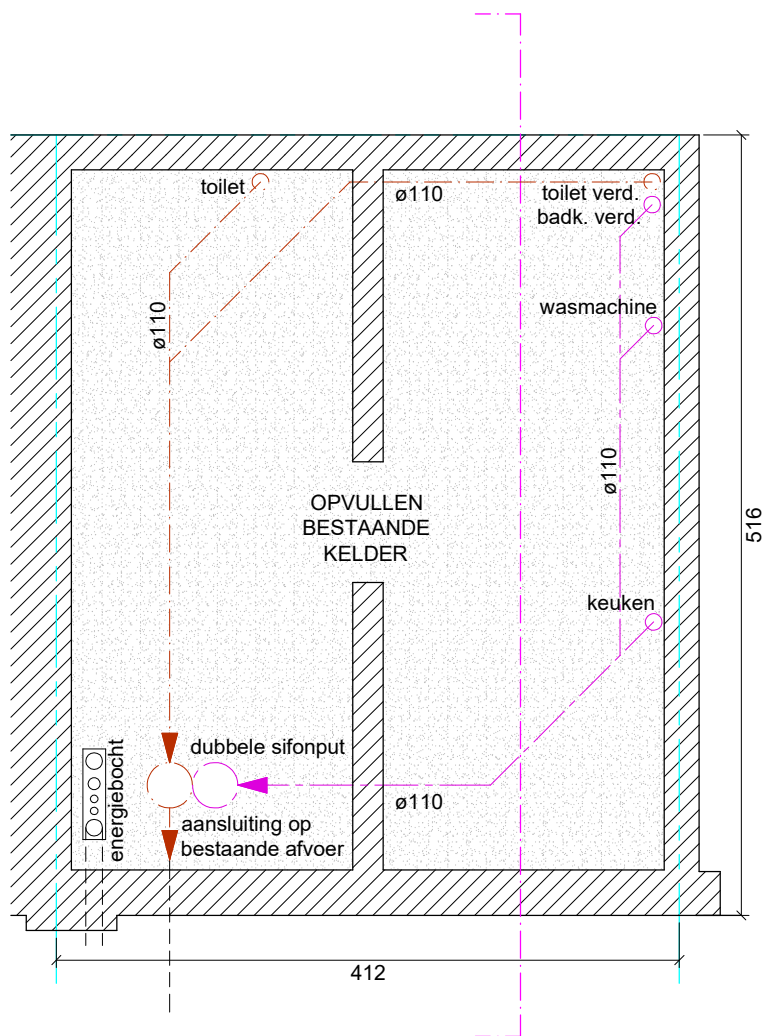 toilet
ø110
toilet verd.
badk. verd.
wasmachine
ø110
ø110
OPVULLEN
BESTAANDE
KELDER
516
keuken
dubbele sifonput
energiebocht
ø110
aansluiting op
bestaande afvoer
412